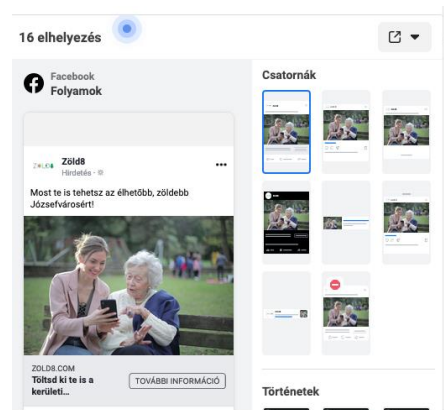 16 elhelyezés
Facebook
Folyamok
Zöld8
Hirdetés
Most te is tehetsz az élhetőbb, zöldebb
Józsefvárosért!
ZOLD8.COM
Töltsd ki te is a
kerületi...
TOVÁBBI INFORMÁCIÓ
Csatornák
Történetek